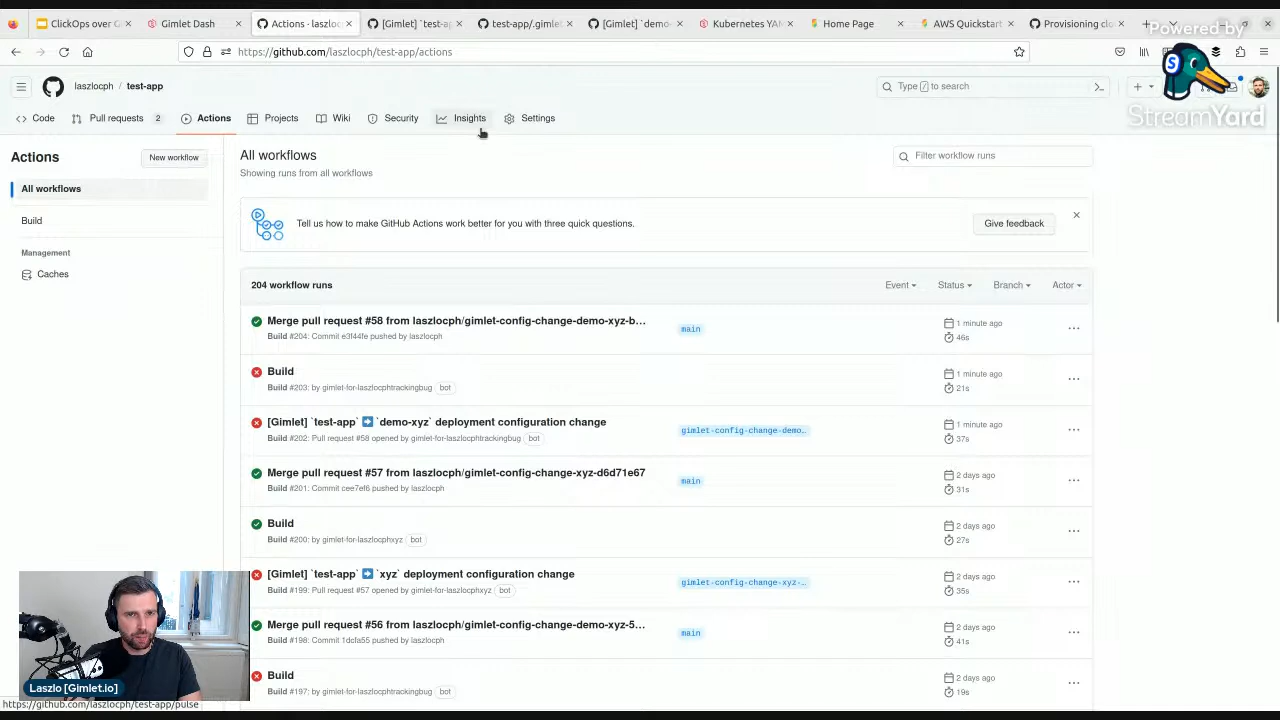 ClickOps over G
Gimlet Dash
Actions · laszloc
[Gimlet] `test-ap
test-app/.gimlet
[Gimlet] `demo-
Kubernetes YAM
Home Page
AWS Quickstart
Provisioning clo
Powered by
https://github.com/laszlocph/test-app/actions
laszlocph / test-app
Type / to search
StreamYard
Code
Pull requests 2
Actions
Projects
Wiki
Security
Insights
Settings
Actions
New workflow
All workflows
Build
Management
Caches
All workflows
Showing runs from all workflows
Filter workflow runs
Tell us how to make GitHub Actions work better for you with three quick questions.
Give feedback
204 workflow runs
Event
Status
Branch
Actor
Merge pull request #58 from laszlocph/gimlet-config-change-demo-xyz-b...
Build #204: Commit e3f44fe pushed by laszlocph
main
1 minute ago
46s
Build
Build #203: by gimlet-for-laszlocphtrackingbug bot
1 minute ago
21s
[Gimlet] `test-app` ➡ `demo-xyz` deployment configuration change
Build #202: Pull request #58 opened by gimlet-for-laszlocphtrackingbug bot
gimlet-config-change-demo…
1 minute ago
37s
Merge pull request #57 from laszlocph/gimlet-config-change-xyz-d6d71e67
Build #201: Commit cee7ef6 pushed by laszlocph
main
2 days ago
31s
Build
Build #200: by gimlet-for-laszlocphxyz bot
2 days ago
27s
[Gimlet] `test-app` ➡ `xyz` deployment configuration change
Build #199: Pull request #57 opened by gimlet-for-laszlocphxyz bot
gimlet-config-change-xyz-…
2 days ago
35s
Merge pull request #56 from laszlocph/gimlet-config-change-demo-xyz-5...
Build #198: Commit 1dcfa55 pushed by laszlocph
main
2 days ago
41s
Build
Build #197: by gimlet-for-laszlocphtrackingbug bot
2 days ago
19s
Laszlo [Gimlet.io]
https://github.com/laszlocph/test-app/pulse